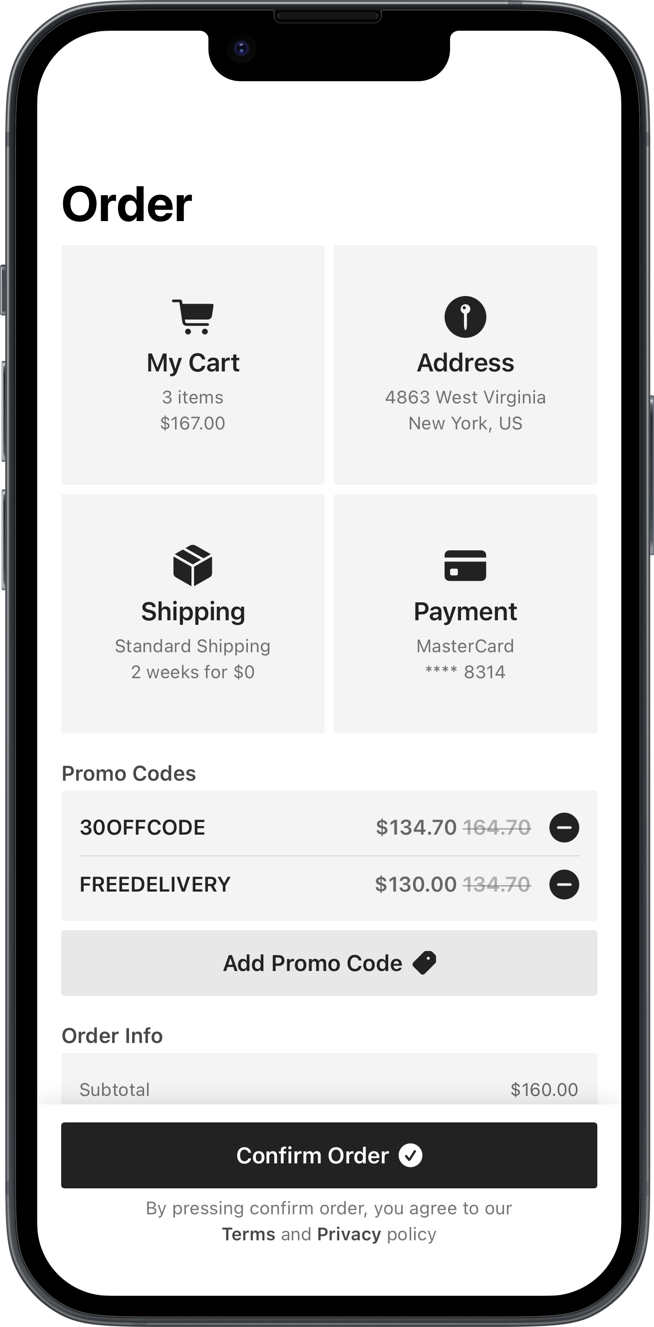 Order
My Cart
3 items
$167.00
Address
4863 West Virginia
New York, US
Shipping
Standard Shipping
2 weeks for $0
Payment
MasterCard
**** 8314
Promo Codes
30OFFCODE $134.70 164.70
FREEDELIVERY $130.00 134.70
Add Promo Code
Order Info
Subtotal $160.00
Confirm Order
By pressing confirm order, you agree to our
Terms and Privacy policy